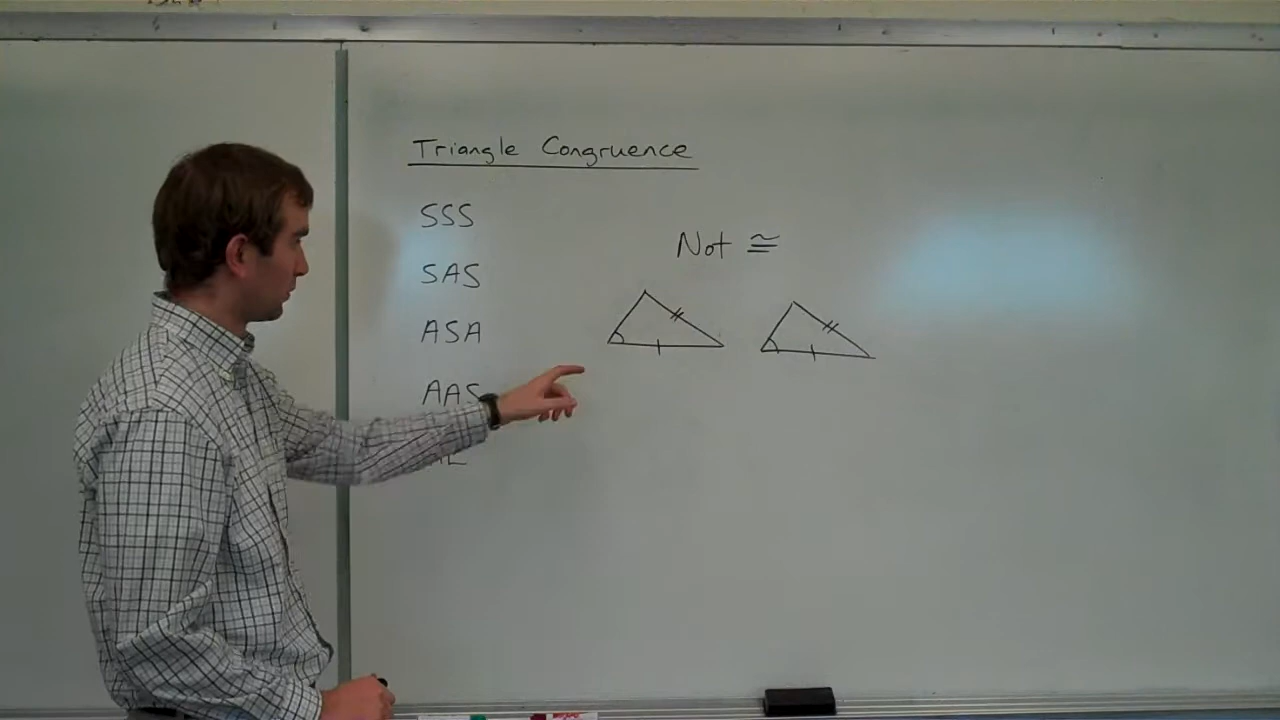 Triangle Congruence
SSS
Not ≅
SAS
ASA
AAS